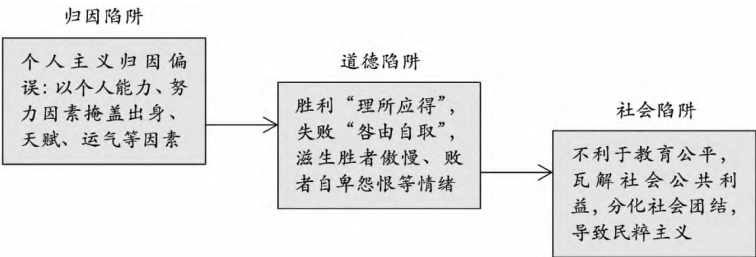 归因陷阱
个人主义归因偏
误:以个人能力、努
力因素掩盖出身、
天赋、运气等因素
道德陷阱
胜利“理所应得”,
失败“咎由自取”,
滋生胜者傲慢、败
者自卑怨恨等情绪
社会陷阱
不利于教育公平,
瓦解社会公共利
益,分化社会团结,
导致民粹主义